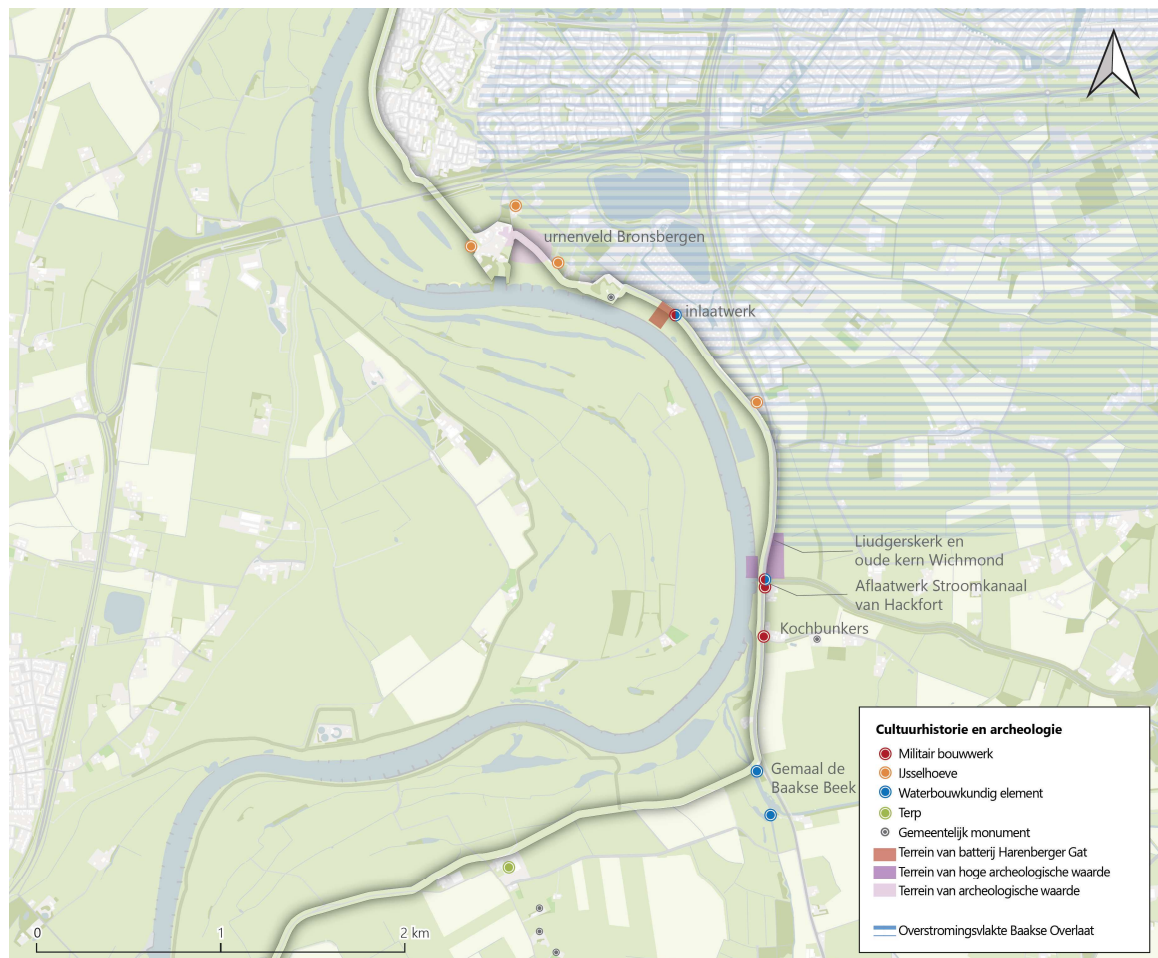 urnenveld Bronsbergen
inlaatwerk
Liudgerskerk en
oude kern Wichmond
Aflaatwerk Stroomkanaal
van Hackfort
Kochbunkers
Gemaal de
Baakse Beek
Cultuurhistorie en archeologie
Militair bouwwerk
IJsselhoeve
Waterbouwkundig element
Terp
Gemeentelijk monument
Terrein van batterij Harenberger Gat
Terrein van hoge archeologische waarde
Terrein van archeologische waarde
Overstromingsvlakte Baakse Overlaat
0 1 2 km